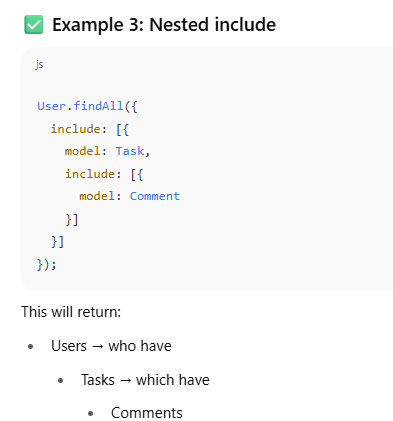 ✅ Example 3: Nested include
js
User.findAll({
  include: [{
    model: Task,
    include: [{
      model: Comment
    }]
  }]
});
This will return:
• Users → who have
• Tasks → which have
• Comments